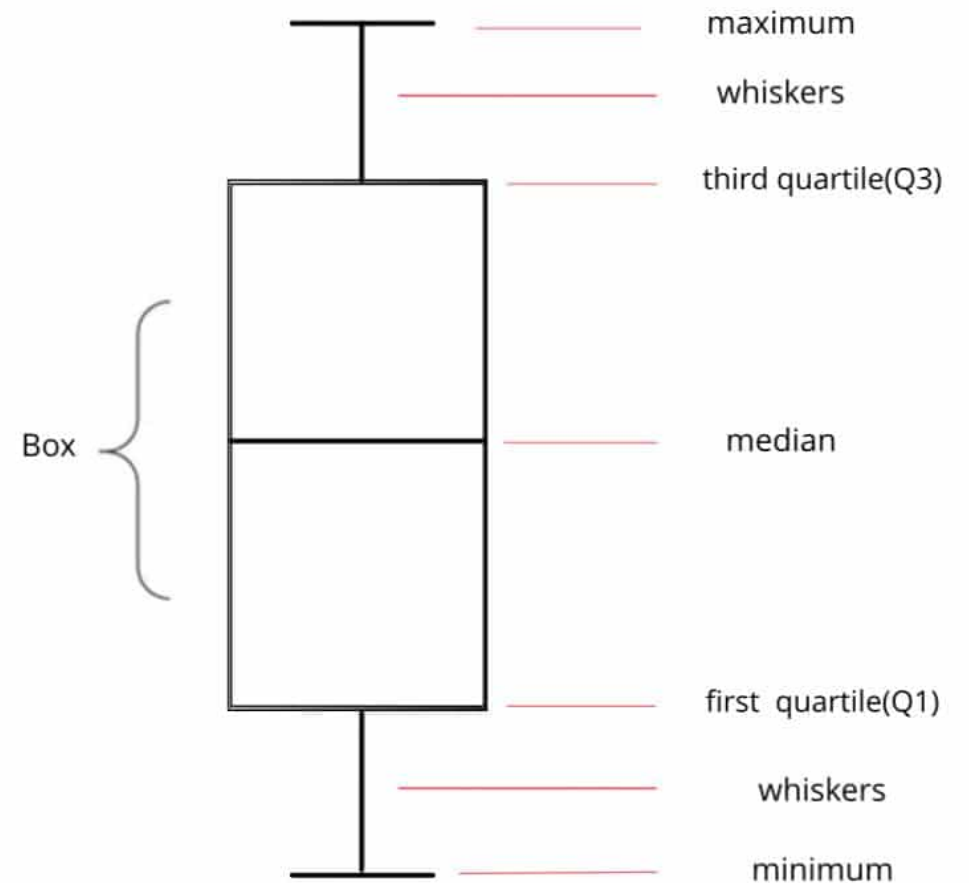 maximum
whiskers
third quartile(Q3)
Box
median
first quartile(Q1)
whiskers
minimum